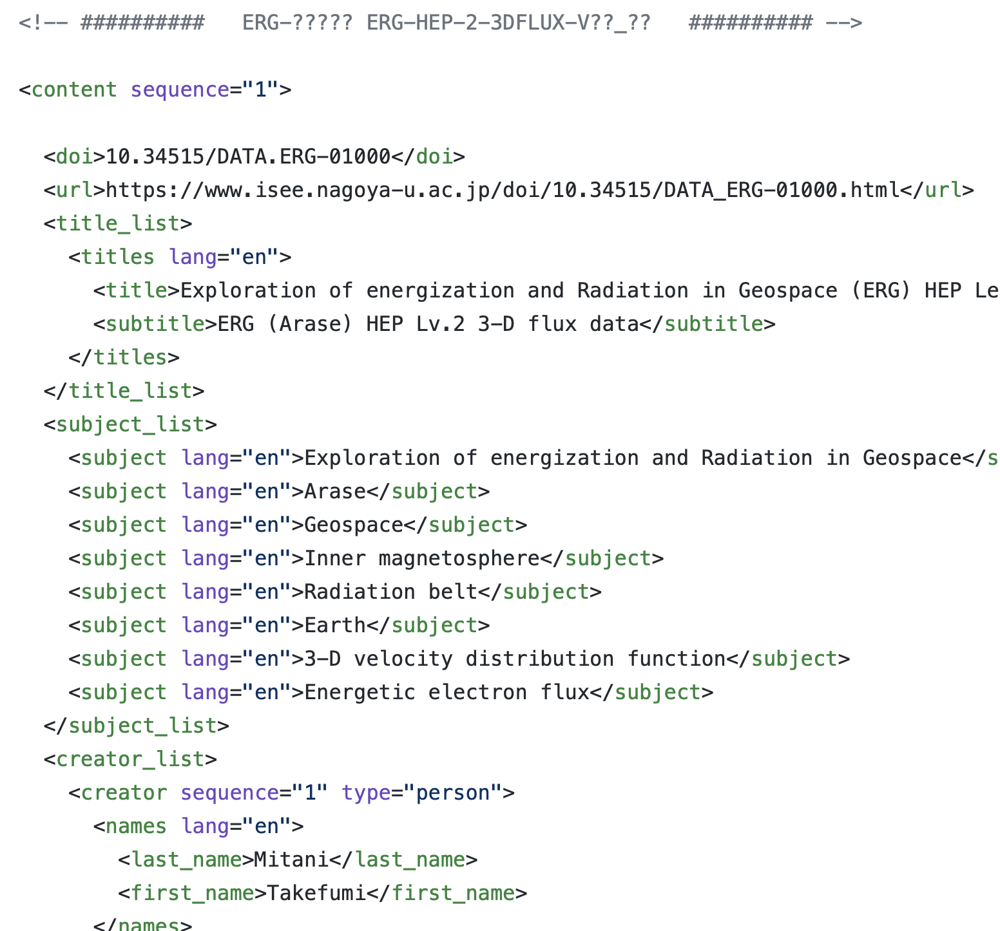 <!-- ##########   ERG-????? ERG-HEP-2-3DFLUX-V??_??   ########## -->
<content sequence="1">
  <doi>10.34515/DATA.ERG-01000</doi>
  <url>https://www.isee.nagoya-u.ac.jp/doi/10.34515/DATA_ERG-01000.html</url>
  <title_list>
    <titles lang="en">
      <title>Exploration of energization and Radiation in Geospace (ERG) HEP Le
      <subtitle>ERG (Arase) HEP Lv.2 3-D flux data</subtitle>
    </titles>
  </title_list>
  <subject_list>
    <subject lang="en">Exploration of energization and Radiation in Geospace</s
    <subject lang="en">Arase</subject>
    <subject lang="en">Geospace</subject>
    <subject lang="en">Inner magnetosphere</subject>
    <subject lang="en">Radiation belt</subject>
    <subject lang="en">Earth</subject>
    <subject lang="en">3-D velocity distribution function</subject>
    <subject lang="en">Energetic electron flux</subject>
  </subject_list>
  <creator_list>
    <creator sequence="1" type="person">
      <names lang="en">
        <last_name>Mitani</last_name>
        <first_name>Takefumi</first_name>
      </names>